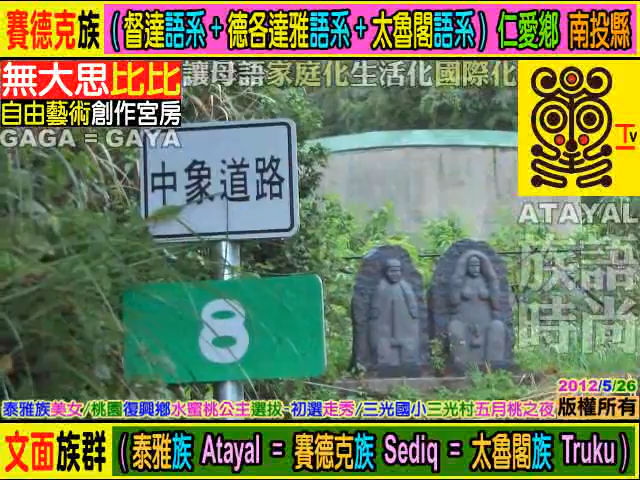 賽德克族 ( 督達語系 + 德各達雅語系 + 太魯閣語系 ) 仁愛鄉 南投縣
無大思比比 讓母語家庭化生活化國際化
自由藝術創作宮房
GAGA = GAYA
TV
中象道路
ATAYAL
族語
時尚
8
2012/5/26
泰雅族美女/桃園復興鄉水蜜桃公主選拔-初選走秀/三光國小三光村五月桃之夜 版權所有
文面族群 ( 泰雅族 Atayal = 賽德克族 Sediq = 太魯閣族 Truku )